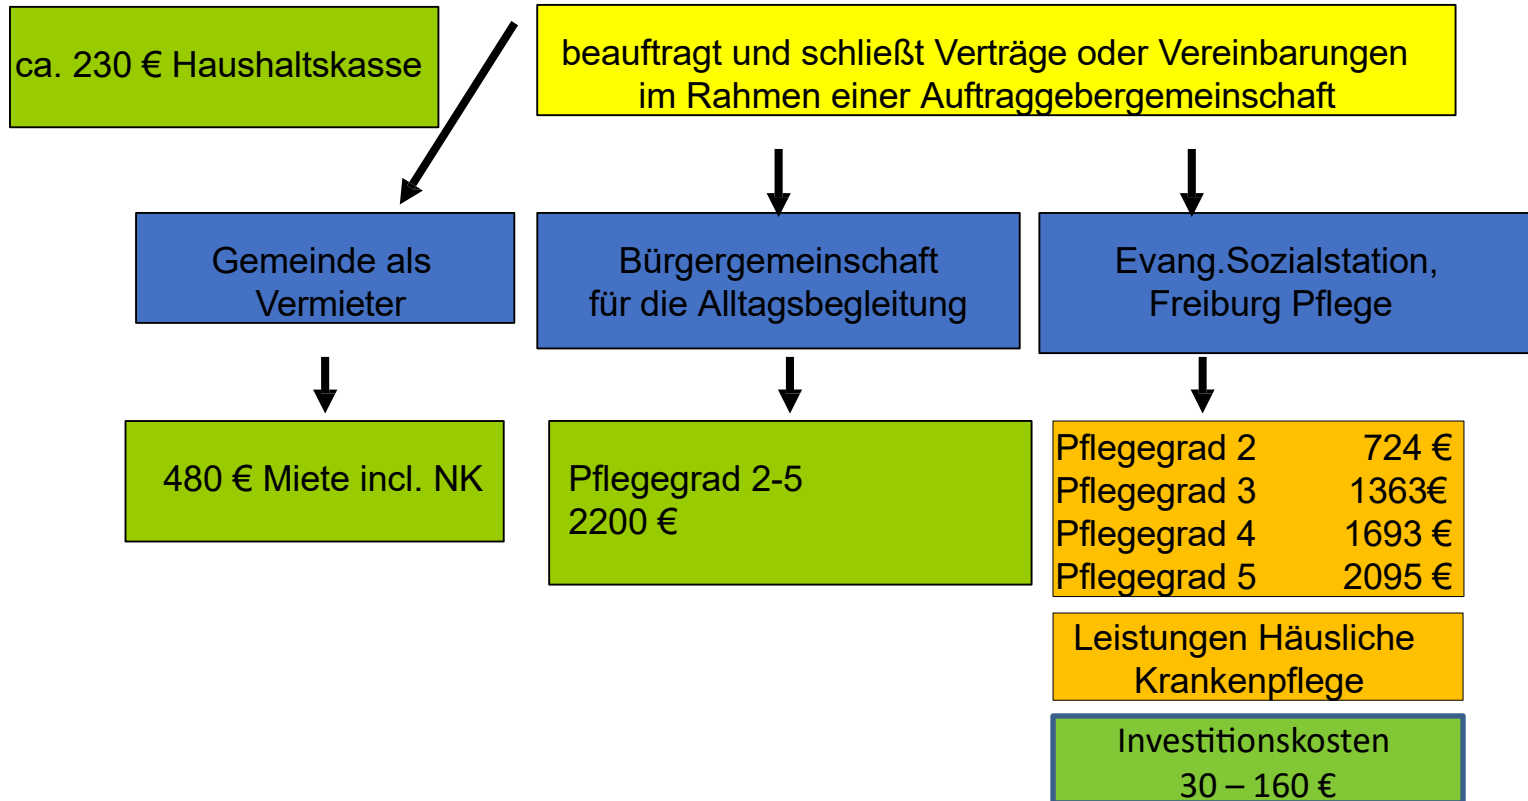 ca. 230 € Haushaltskasse
beauftragt und schließt Verträge oder Vereinbarungen
im Rahmen einer Auftraggebergemeinschaft
Gemeinde als
Vermieter
Bürgergemeinschaft
für die Alltagsbegleitung
Evang.Sozialstation,
Freiburg Pflege
480 € Miete incl. NK
Pflegegrad 2-5
2200 €
Pflegegrad 2 724 €
Pflegegrad 3 1363€
Pflegegrad 4 1693 €
Pflegegrad 5 2095 €
Leistungen Häusliche
Krankenpflege
Investitionskosten
30 – 160 €